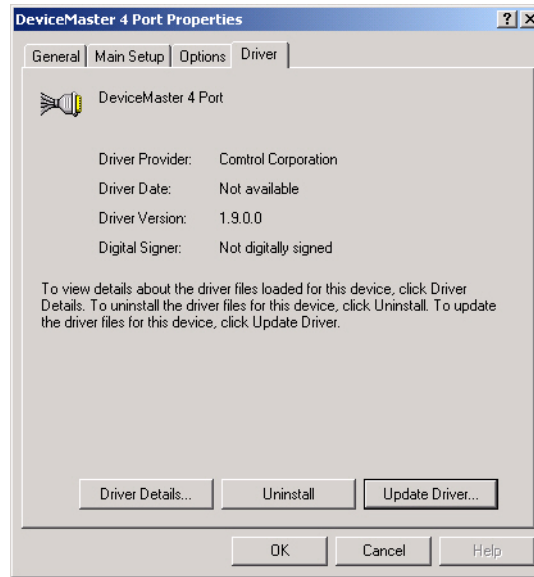 DeviceMaster 4 Port Properties
General Main Setup Options Driver
DeviceMaster 4 Port
Driver Provider: Comtrol Corporation
Driver Date: Not available
Driver Version: 1.9.0.0
Digital Signer: Not digitally signed
To view details about the driver files loaded for this device, click Driver
Details. To uninstall the driver files for this device, click Uninstall. To update
the driver files for this device, click Update Driver.
Driver Details... Uninstall Update Driver...
OK Cancel Help